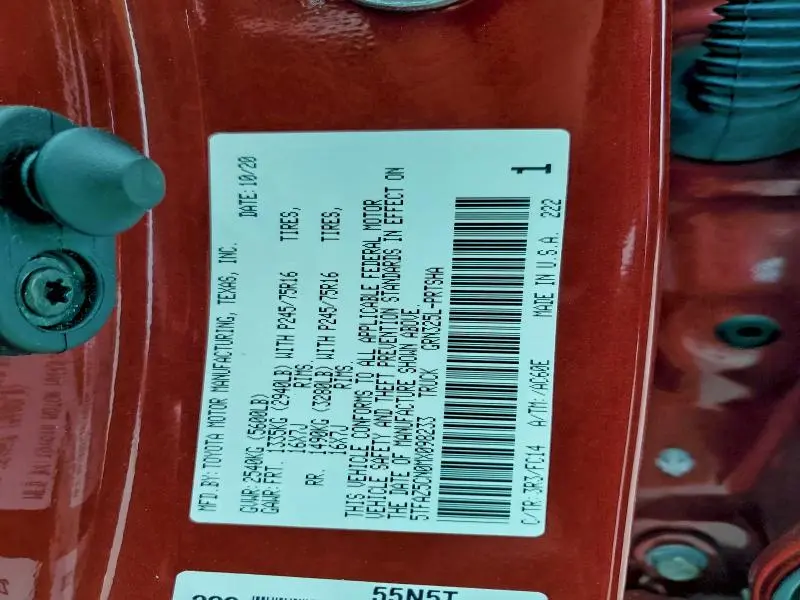 MFD.BY:TOYOTA MOTOR MANUFACTURING, TEXAS, INC.
GVWR:2540KG (5600LB) DATE:10/20
GAWR:FRT. 1335KG (2940LB) WITH P245/75R16 TIRES,
16X7J RIMS
RR. 1490KG (3280LB) WITH P245/75R16 TIRES,
16X7J RIMS
THIS VEHICLE CONFORMS TO ALL APPLICABLE FEDERAL MOTOR
VEHICLE SAFETY AND THEFT PREVENTION STANDARDS IN EFFECT ON
THE DATE OF MANUFACTURE SHOWN ABOVE.
5TFAZ5CN0MX098233 TRUCK GRN325L-PRTSHA
1
C/TR:3R3/FC14 A/TM:/AC60E MADE IN U.S.A. 222
55N5T